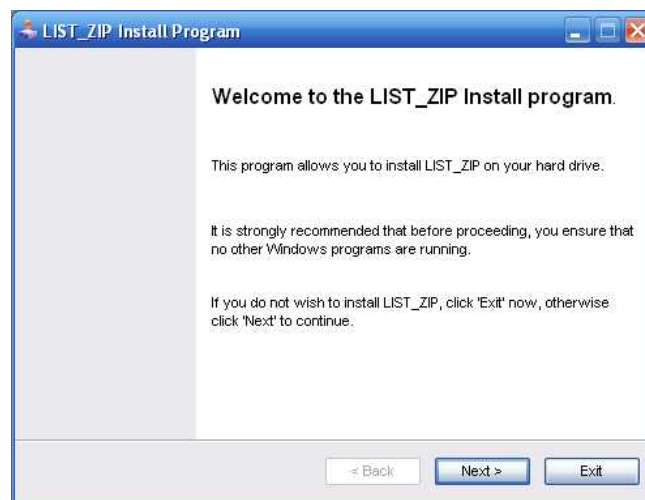 LIST_ZIP Install Program
Welcome to the LIST_ZIP Install program.
This program allows you to install LIST_ZIP on your hard drive.
It is strongly recommended that before proceeding, you ensure that
no other Windows programs are running.
If you do not wish to install LIST_ZIP, click 'Exit' now, otherwise
click 'Next' to continue.
< Back
Next >
Exit